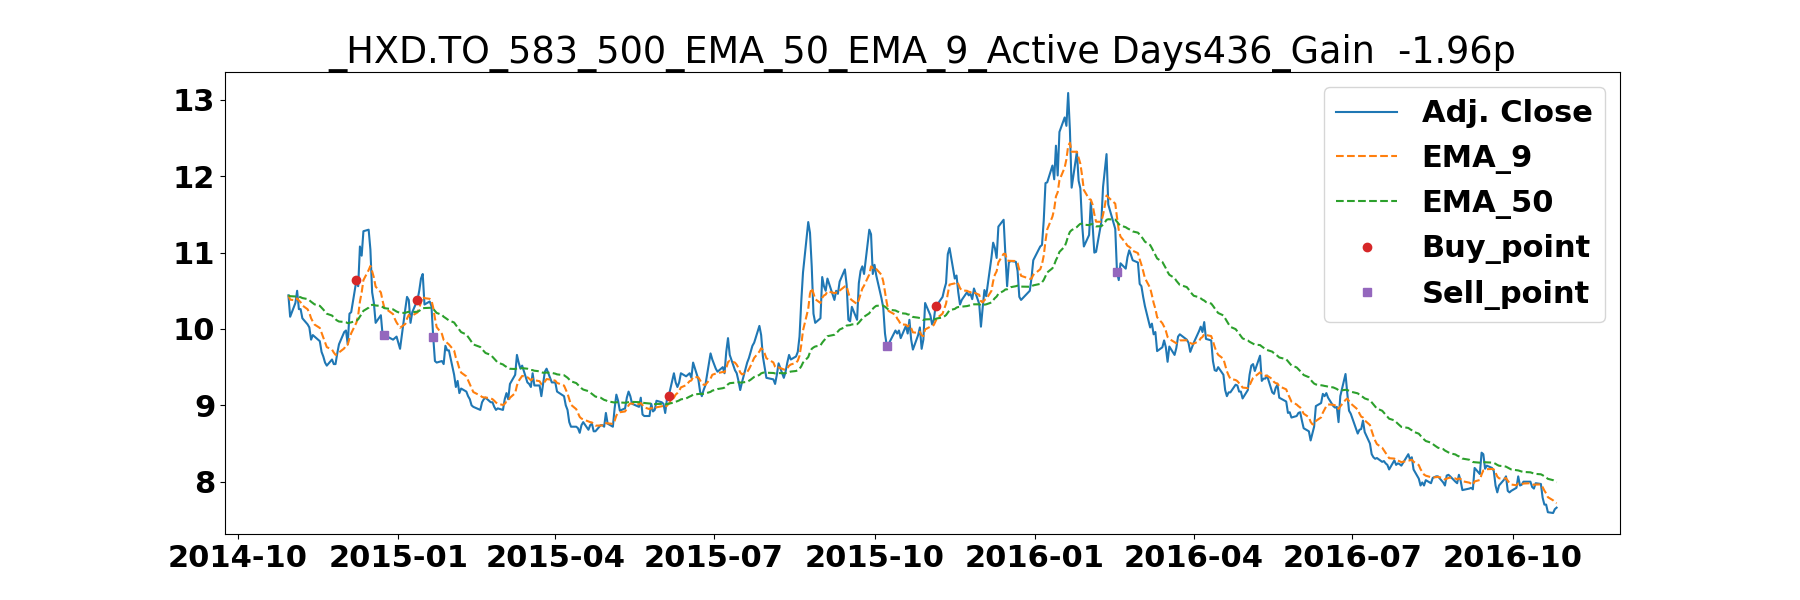 _HXD.TO_583_500_EMA_50_EMA_9_Active Days436_Gain  -1.96p
13
12
11
10
9
8
Adj. Close
EMA_9
EMA_50
Buy_point
Sell_point
2014-10 2015-01 2015-04 2015-07 2015-10 2016-01 2016-04 2016-07 2016-10